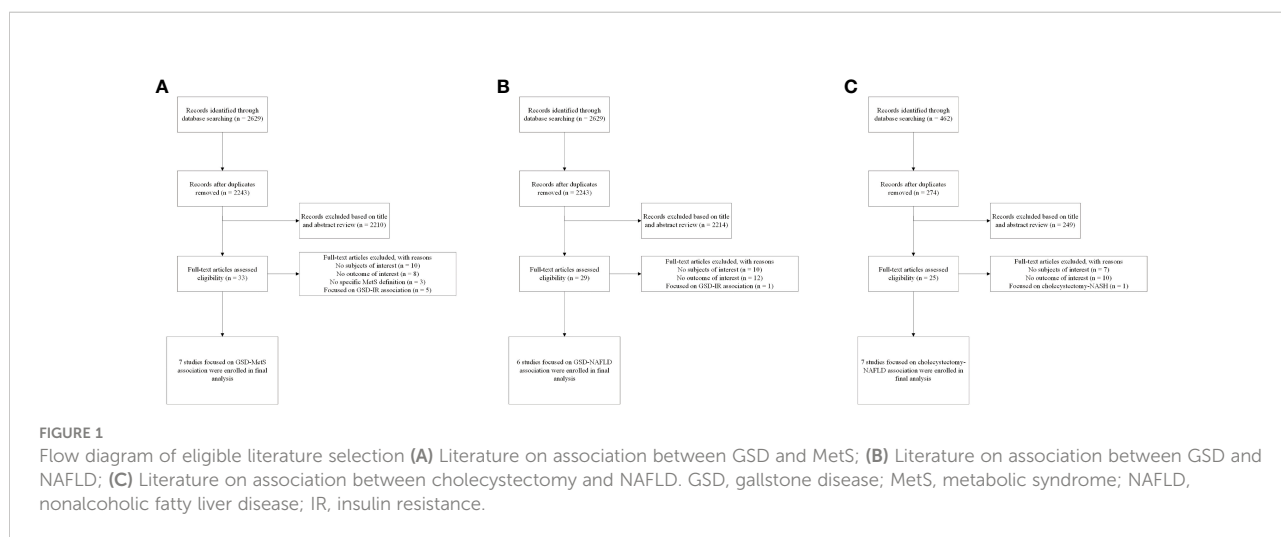 A
Records identified through
database searching (n = 2629)
Records after duplicates
removed (n = 2243)
Records excluded based on title
and abstract review (n = 2210)
Full-text articles assessed
eligibility (n = 33)
Full-text articles excluded, with reasons
No subjects of interest (n = 10)
No outcome of interest (n = 8)
No specific MetS definition (n = 3)
Focused on GSD-IR association (n = 5)
7 studies focused on GSD-MetS
association were enrolled in final
analysis
B
Records identified through
database searching (n = 2629)
Records after duplicates
removed (n = 2243)
Records excluded based on title
and abstract review (n = 2214)
Full-text articles assessed
eligibility (n = 29)
Full-text articles excluded, with reasons
No subjects of interest (n = 10)
No outcome of interest (n = 12)
Focused on GSD-IR association (n = 1)
6 studies focused on GSD-NAFLD
association were enrolled in final
analysis
C
Records identified through
database searching (n = 462)
Records after duplicates
removed (n = 274)
Records excluded based on title
and abstract review (n = 249)
Full-text articles assessed
eligibility (n = 25)
Full-text articles excluded, with reasons
No subjects of interest (n = 7)
No outcome of interest (n = 10)
Focused on cholecystectomy-NASH (n = 1)
7 studies focused on cholecystectomy-
NAFLD association were enrolled in
final analysis
FIGURE 1
Flow diagram of eligible literature selection (A) Literature on association between GSD and MetS; (B) Literature on association between GSD and
NAFLD; (C) Literature on association between cholecystectomy and NAFLD. GSD, gallstone disease; MetS, metabolic syndrome; NAFLD,
nonalcoholic fatty liver disease; IR, insulin resistance.